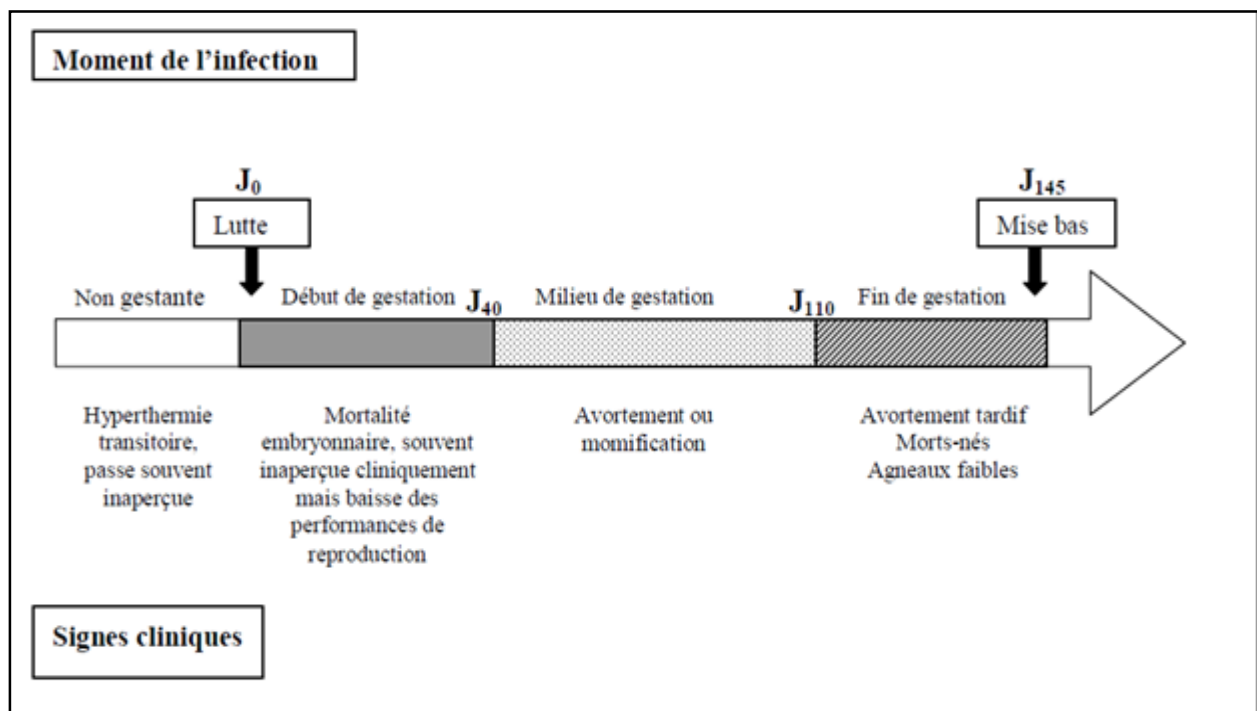 Moment de l'infection
J0
J145
Lutte
Mise bas
Non gestante
Début de gestation
J40
Milieu de gestation
J110
Fin de gestation
Hyperthermie
transitoire,
passe souvent
inaperçue
Mortalité
embryonnaire, souvent
inaperçue cliniquement
mais baisse des
performances de
reproduction
Avortement ou
momification
Avortement tardif
Morts-nés
Agneaux faibles
Signes cliniques